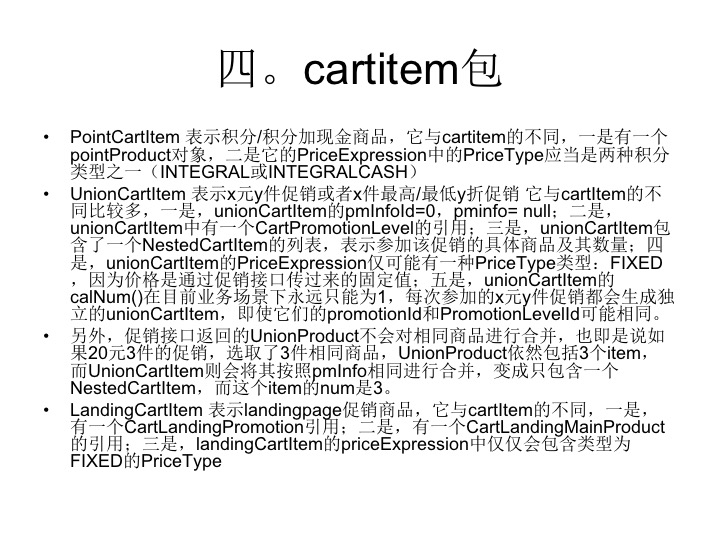 四。cartitem包
• PointCartItem 表示积分/积分加现金商品，它与cartitem的不同，一是有一个
pointProduct对象，二是它的PriceExpression中的PriceType应当是两种积分
类型之一（INTEGRAL或INTEGRALCASH）
• UnionCartItem 表示x元y件促销或者x件最高/最低y折促销 它与cartItem的不
同比较多，一是，unionCartItem的pmInfoId=0，pminfo= null；二是，
unionCartItem中有一个CartPromotionLevel的引用；三是，unionCartItem包
含了一个NestedCartItem的列表，表示参加该促销的具体商品及其数量；四
是，unionCartItem的PriceExpression仅可能有一种PriceType类型：FIXED
，因为价格是通过促销接口传过来的固定值；五是，unionCartItem的
calNum()在目前业务场景下永远只能为1，每次参加的x元y件促销都会生成独
立的unionCartItem，即使它们的promotionId和PromotionLevelId可能相同。
• 另外，促销接口返回的UnionProduct不会对相同商品进行合并，也即是说如
果20元3件的促销，选取了3件相同商品，UnionProduct依然包括3个item，
而UnionCartItem则会将其按照pmInfo相同进行合并，变成只包含一个
NestedCartItem，而这个item的num是3。
• LandingCartItem 表示landingpage促销商品，它与cartItem的不同，一是，
有一个CartLandingPromotion引用；二是，有一个CartLandingMainProduct
的引用；三是，landingCartItem的priceExpression中仅仅会包含类型为
FIXED的PriceType